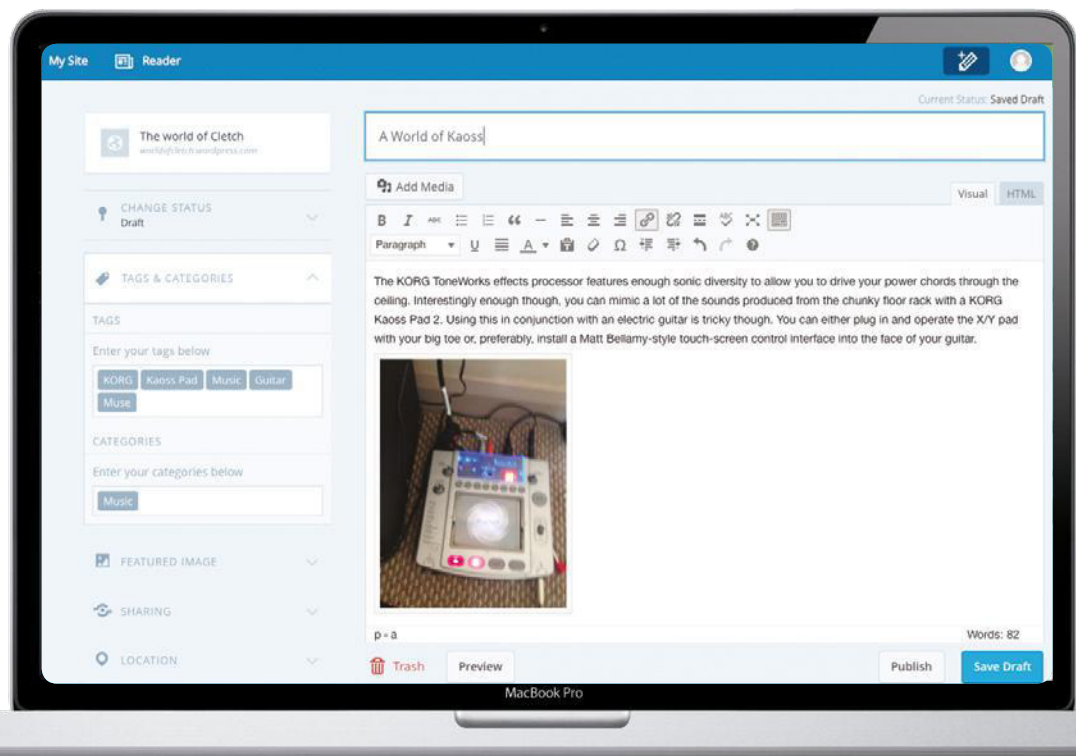 My Site Reader
Current Status: Saved Draft
The world of Cletch
worldofcletch.wordpress.com
CHANGE STATUS
Draft
TAGS & CATEGORIES
TAGS
Enter your tags below
KORG Kaoss Pad Music Guitar
Muse
CATEGORIES
Enter your categories below
Music
FEATURED IMAGE
SHARING
LOCATION
A World of Kaoss
Add Media
Visual HTML
B I ABC ABC
Paragraph U A Ω
The KORG ToneWorks effects processor features enough sonic diversity to allow you to drive your power chords through the
ceiling. Interestingly enough though, you can mimic a lot of the sounds produced from the chunky floor rack with a KORG
Kaoss Pad 2. Using this in conjunction with an electric guitar is tricky though. You can either plug in and operate the X/Y pad
with your big toe or, preferably, install a Matt Bellamy-style touch-screen control interface into the face of your guitar.
p » a Words: 82
Trash Preview Publish Save Draft
MacBook Pro